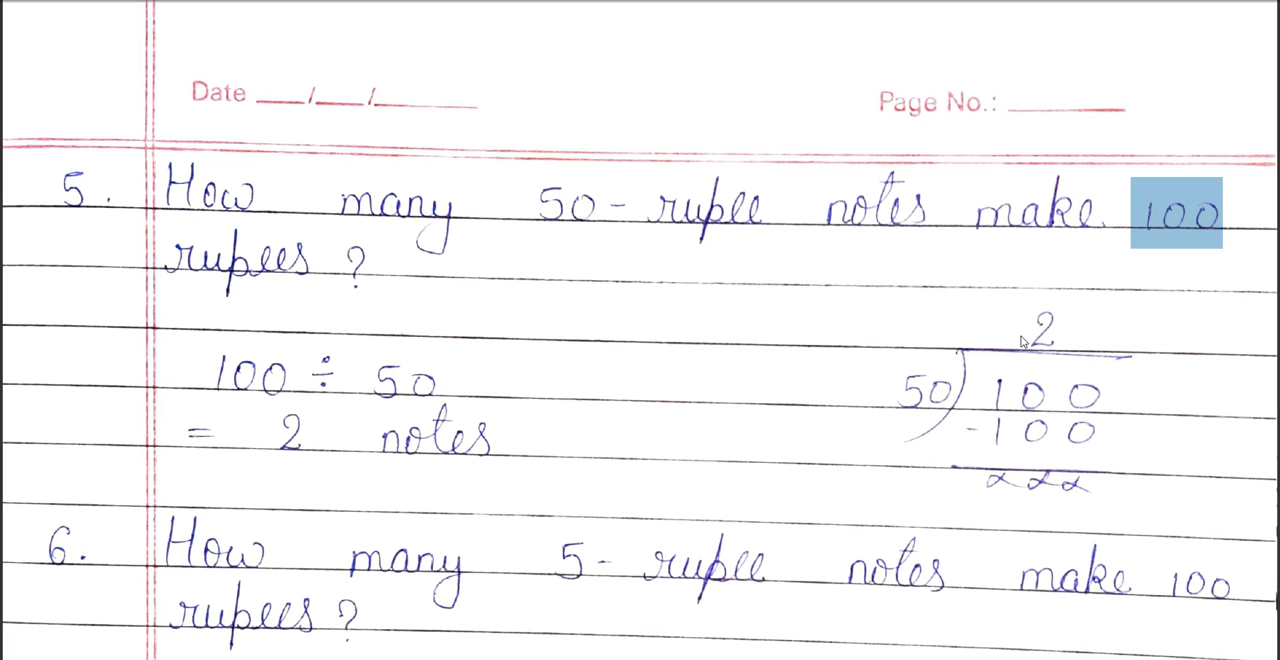 Date ___/___/______
Page No.: ________
5. How many 50-rupee notes make 100
rupees?
2
100 ÷ 50
50)100
= 2 notes
-100
xxx
6. How many 5-rupee notes make 100
rupees?